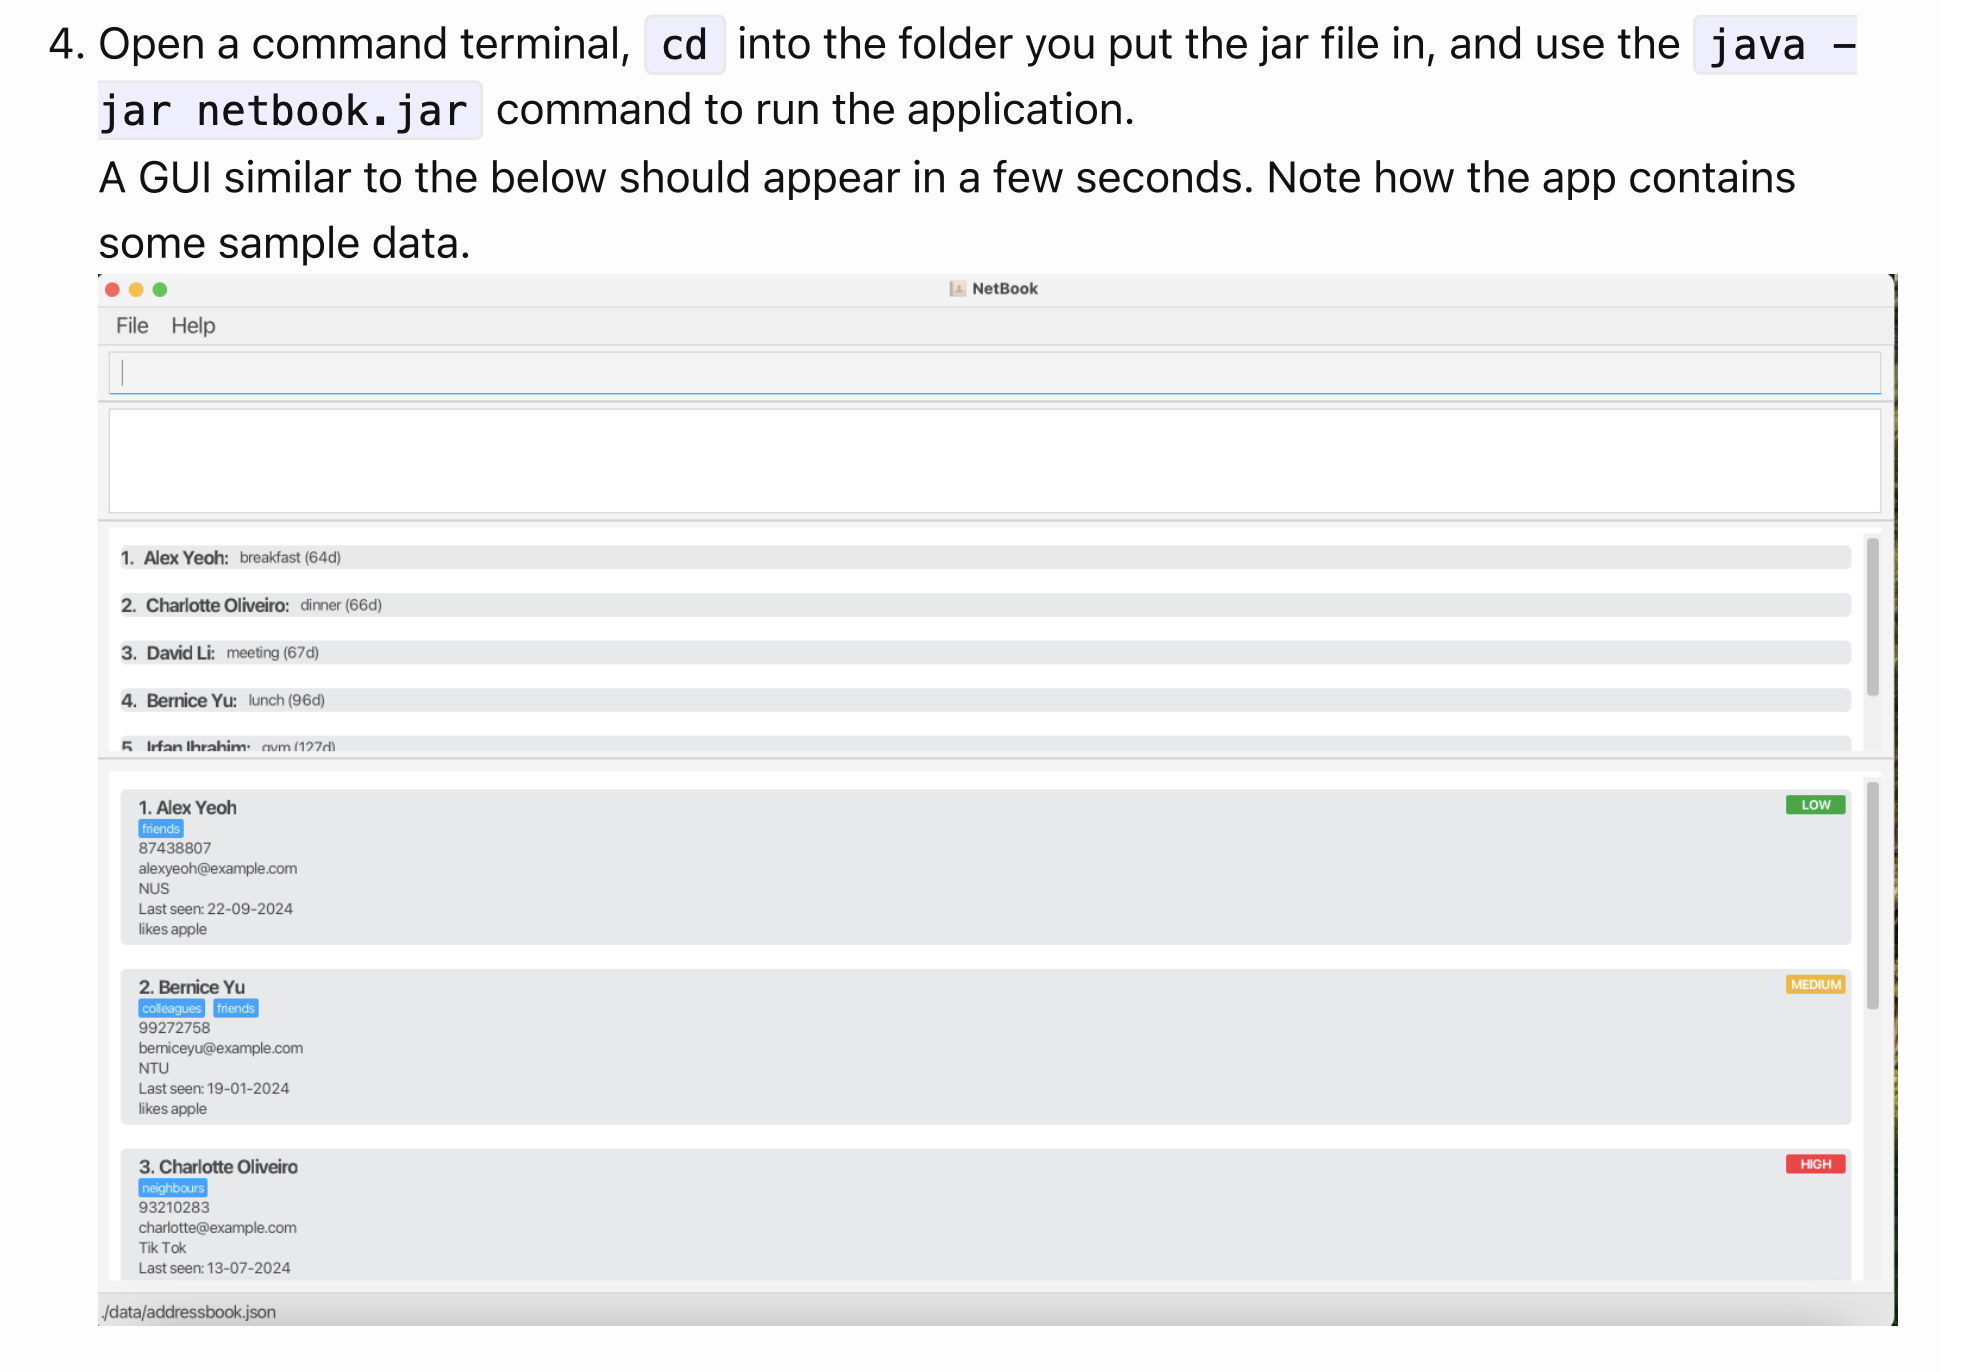 4. Open a command terminal, cd into the folder you put the jar file in, and use the java -
jar netbook.jar command to run the application.
A GUI similar to the below should appear in a few seconds. Note how the app contains
some sample data.
NetBook
File Help
1. Alex Yeoh: breakfast (64d)
2. Charlotte Oliveiro: dinner (66d)
3. David Li: meeting (67d)
4. Bernice Yu: lunch (96d)
5. Irfan Ibrahim: gym (127d)
1. Alex Yeoh LOW
friends
87438807
alexyeoh@example.com
NUS
Last seen: 22-09-2024
likes apple
2. Bernice Yu MEDIUM
colleagues friends
99272758
berniceyu@example.com
NTU
Last seen: 19-01-2024
likes apple
3. Charlotte Oliveiro HIGH
neighbours
93210283
charlotte@example.com
Tik Tok
Last seen: 13-07-2024
./data/addressbook.json